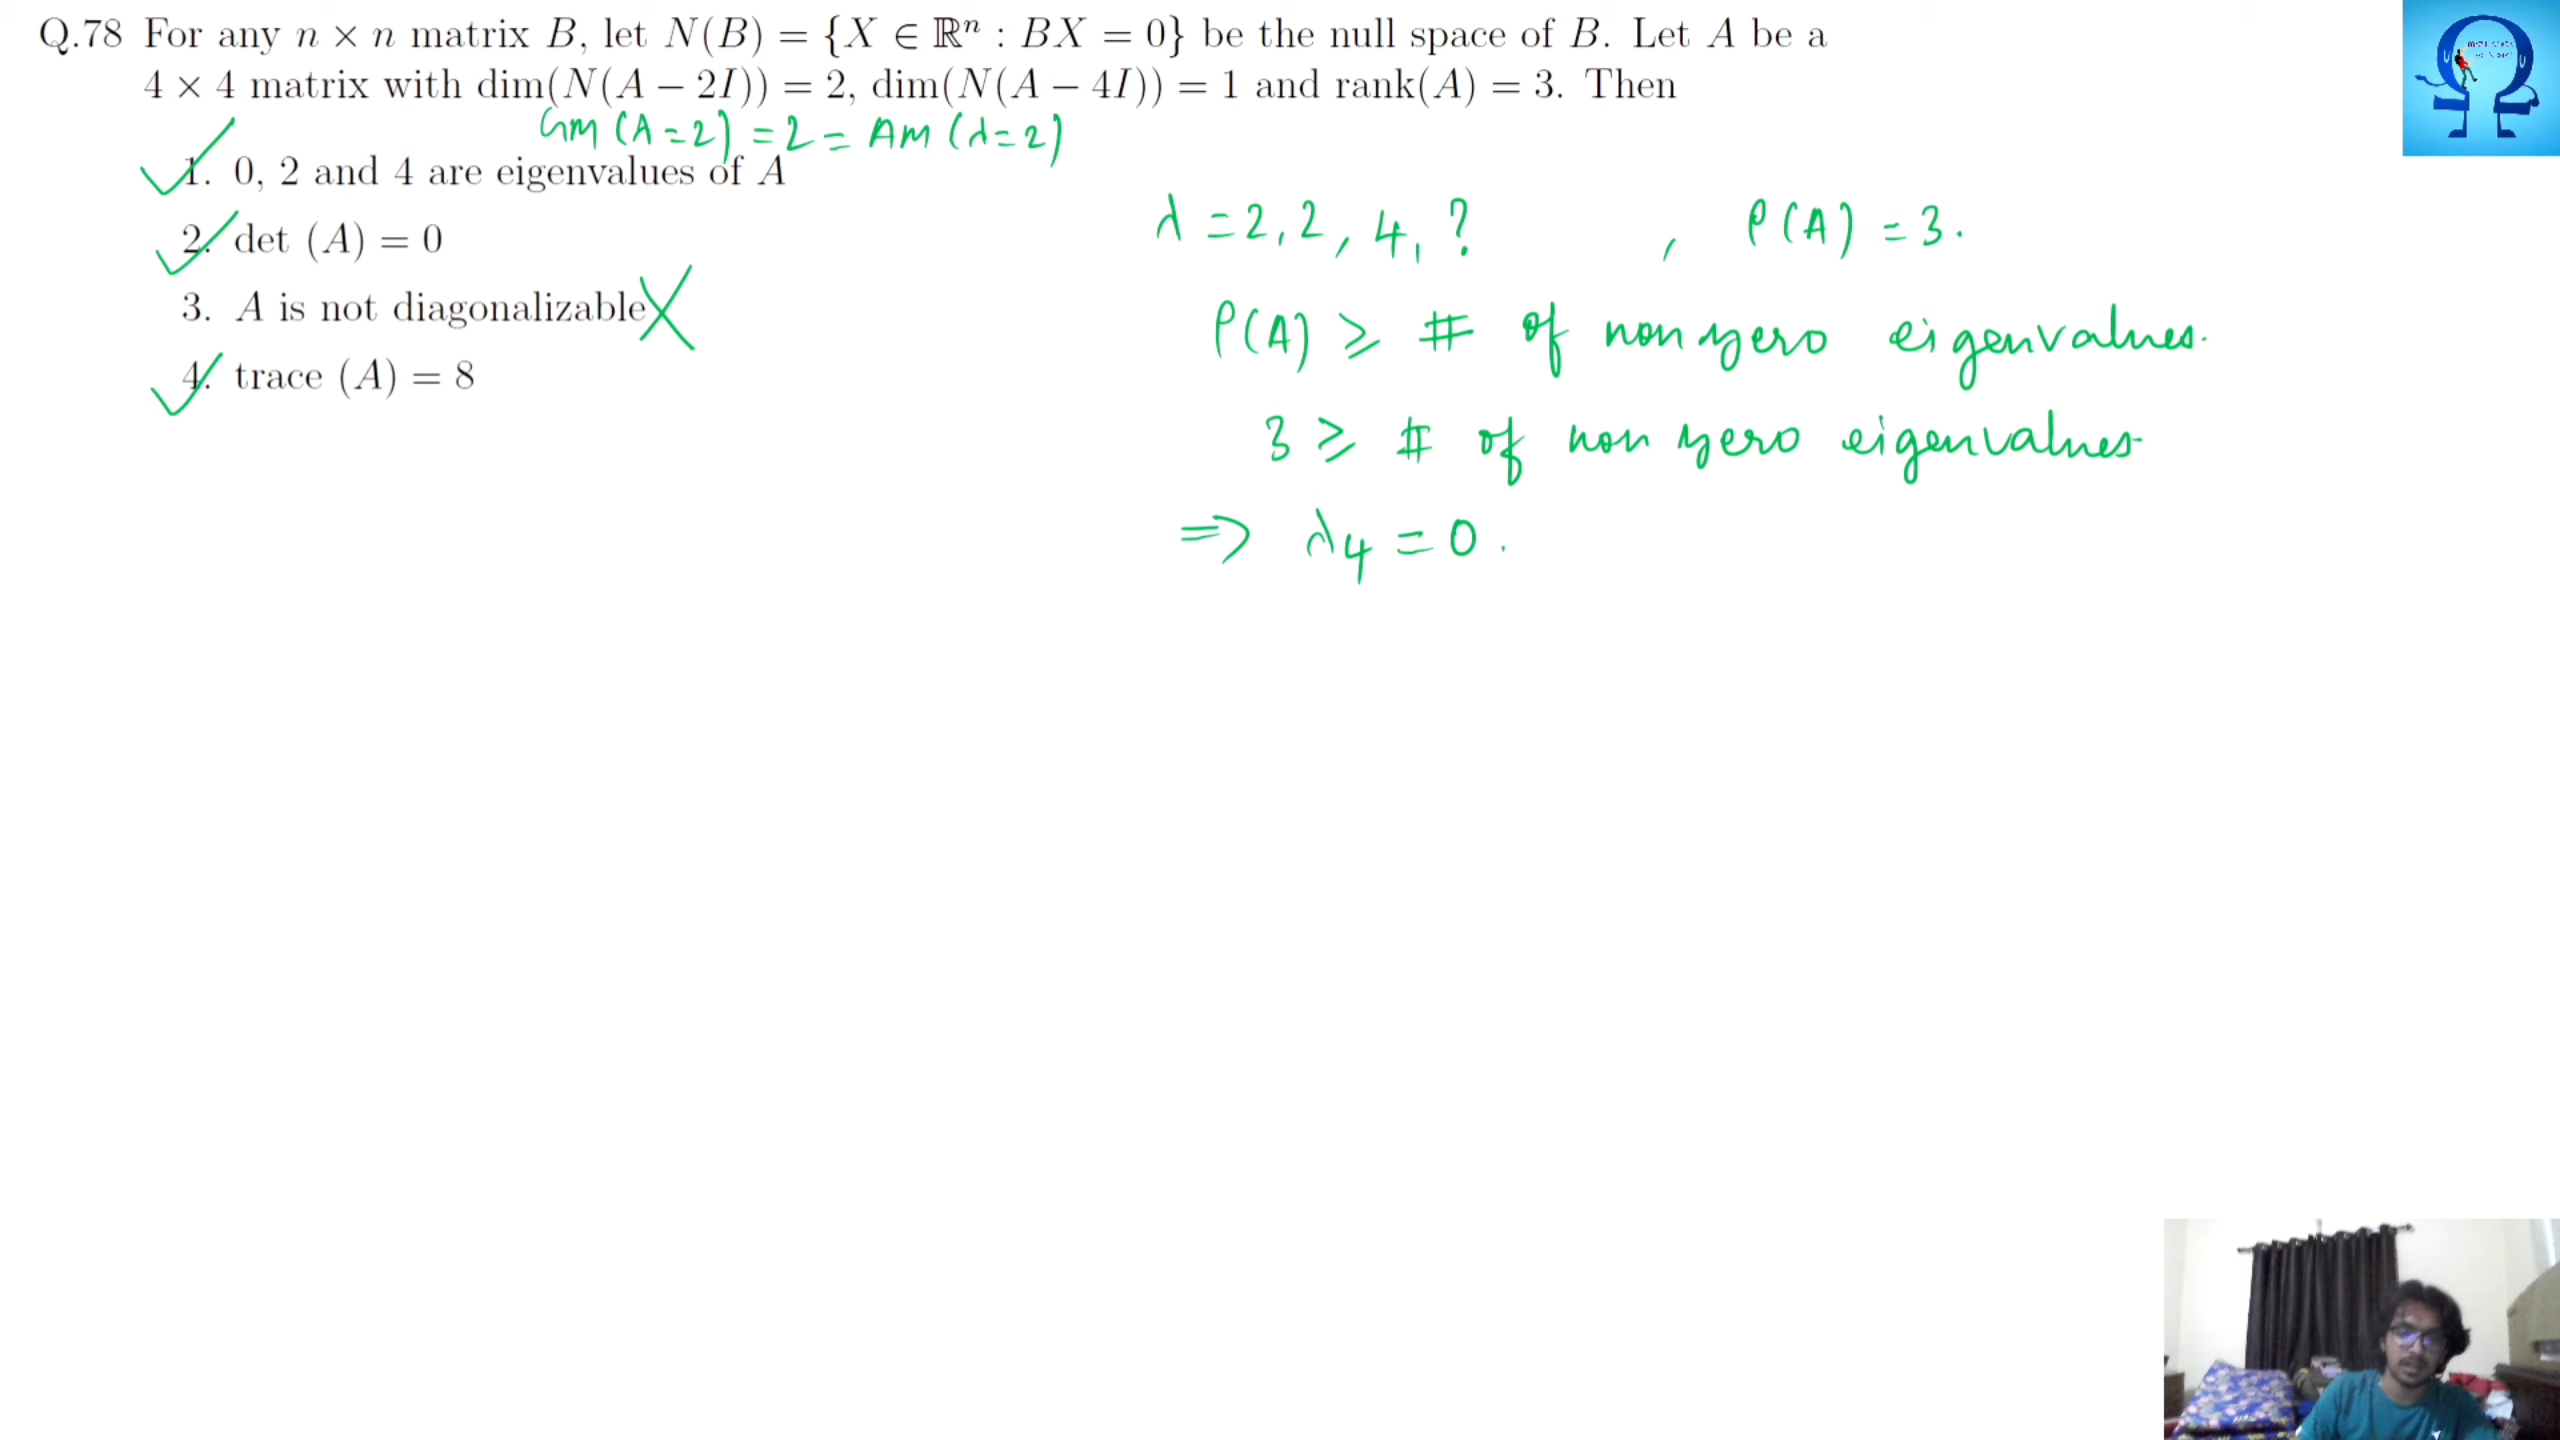 Q.78 For any n × n matrix B, let N(B) = {X ∈ ℝⁿ : BX = 0} be the null space of B. Let A be a
4 × 4 matrix with dim(N(A − 2I)) = 2, dim(N(A − 4I)) = 1 and rank(A) = 3. Then
Gm (λ=2) = 2 = AM (λ=2)
1. 0, 2 and 4 are eigenvalues of A
2. det (A) = 0
3. A is not diagonalizable
4. trace (A) = 8
λ = 2, 2, 4, ? , ρ(A) = 3.
ρ(A) ≥ # of non zero eigenvalues.
3 ≥ # of non zero eigenvalues
⇒ λ₄ = 0.